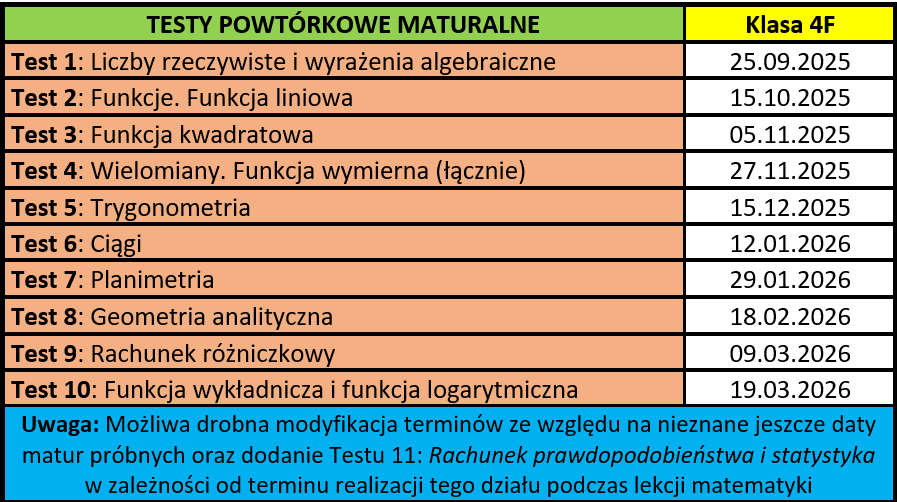 TESTY POWTÓRKOWE MATURALNE Klasa 4F
Test 1: Liczby rzeczywiste i wyrażenia algebraiczne 25.09.2025
Test 2: Funkcje. Funkcja liniowa 15.10.2025
Test 3: Funkcja kwadratowa 05.11.2025
Test 4: Wielomiany. Funkcja wymierna (łącznie) 27.11.2025
Test 5: Trygonometria 15.12.2025
Test 6: Ciągi 12.01.2026
Test 7: Planimetria 29.01.2026
Test 8: Geometria analityczna 18.02.2026
Test 9: Rachunek różniczkowy 09.03.2026
Test 10: Funkcja wykładnicza i funkcja logarytmiczna 19.03.2026
Uwaga: Możliwa drobna modyfikacja terminów ze względu na nieznane jeszcze daty
matur próbnych oraz dodanie Testu 11: Rachunek prawdopodobieństwa i statystyka
w zależności od terminu realizacji tego działu podczas lekcji matematyki